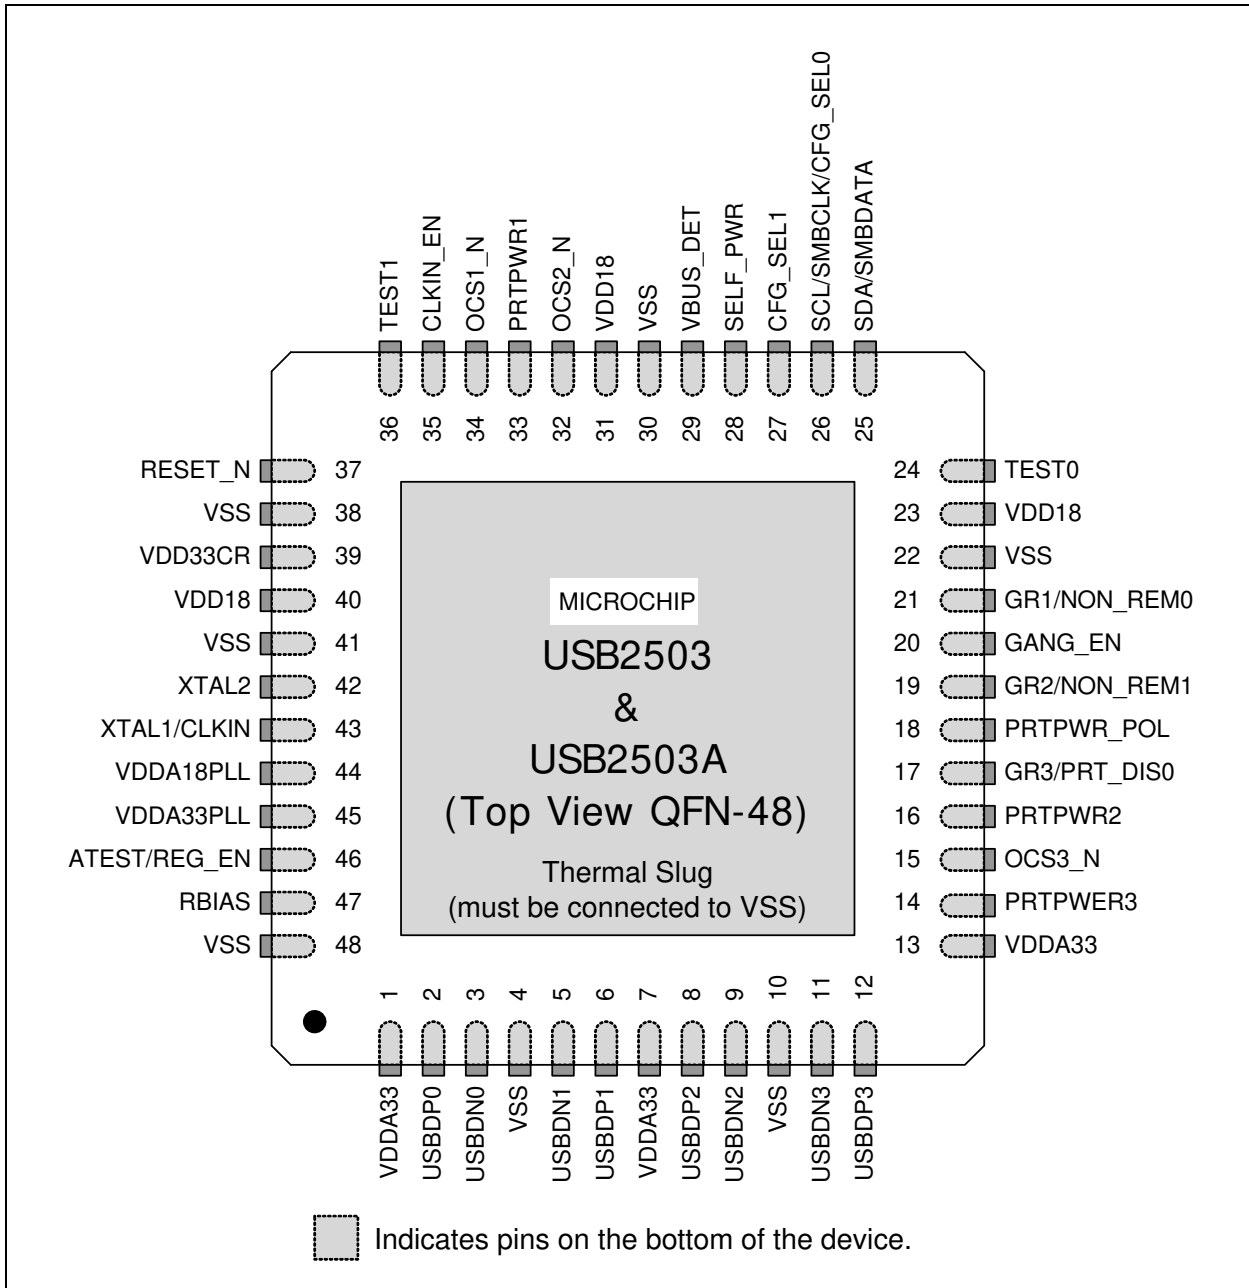 TEST1
CLKIN_EN
OCS1_N
PRTPWR1
OCS2_N
VDD18
VSS
VBUS_DET
SELF_PWR
CFG_SEL1
SCL/SMBCLK/CFG_SEL0
SDA/SMBDATA
36
35
34
33
32
31
30
29
28
27
26
25
RESET_N 37
VSS 38
VDD33CR 39
VDD18 40
VSS 41
XTAL2 42
XTAL1/CLKIN 43
VDDA18PLL 44
VDDA33PLL 45
ATEST/REG_EN 46
RBIAS 47
VSS 48
MICROCHIP
USB2503
&
USB2503A
(Top View QFN-48)
Thermal Slug
(must be connected to VSS)
24 TEST0
23 VDD18
22 VSS
21 GR1/NON_REM0
20 GANG_EN
19 GR2/NON_REM1
18 PRTPWR_POL
17 GR3/PRT_DIS0
16 PRTPWR2
15 OCS3_N
14 PRTPWER3
13 VDDA33
1
2
3
4
5
6
7
8
9
10
11
12
VDDA33
USBDP0
USBDN0
VSS
USBDN1
USBDP1
VDDA33
USBDP2
USBDN2
VSS
USBDN3
USBDP3
Indicates pins on the bottom of the device.